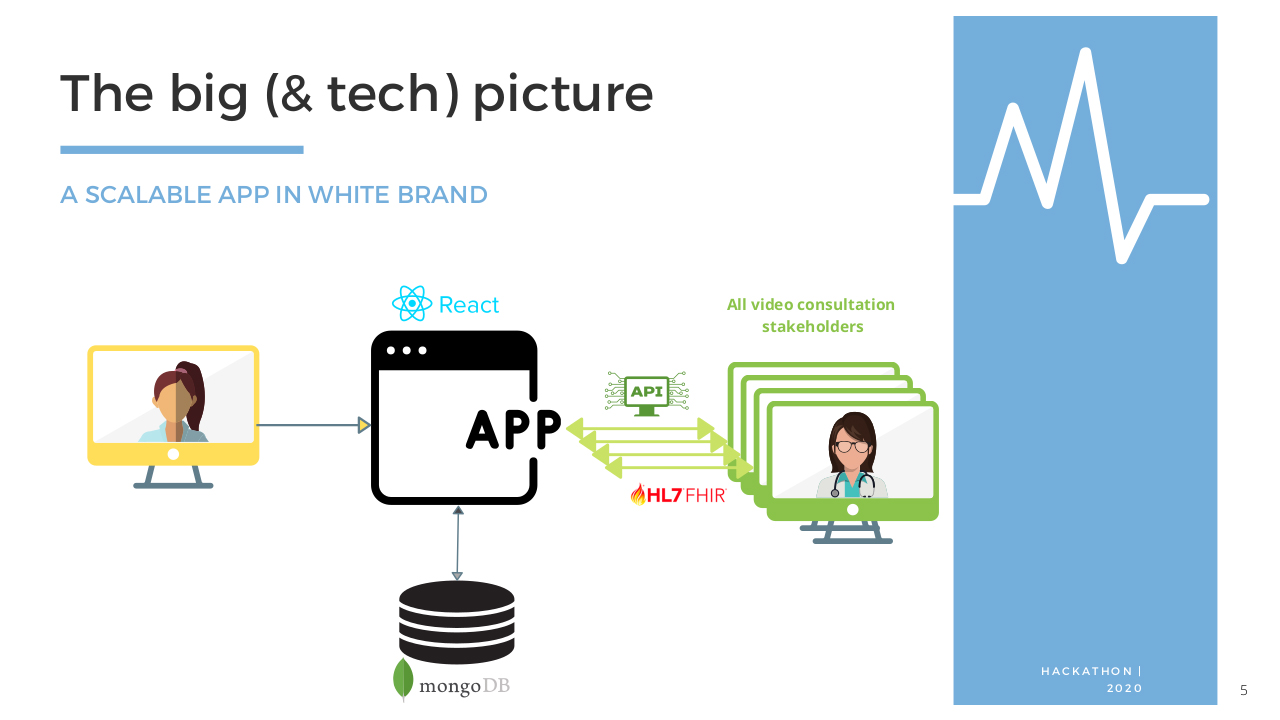 The big (& tech) picture
A SCALABLE APP IN WHITE BRAND
React
All video consultation
stakeholders
API
APP
HL7 FHIR
mongoDB
HACKATHON |
2020
5